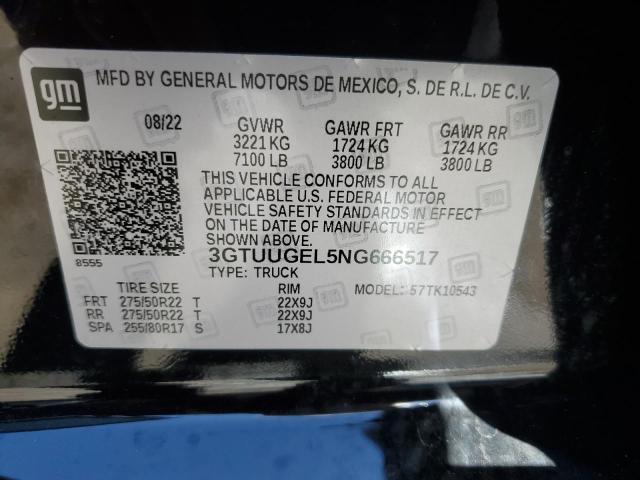 gm
MFD BY GENERAL MOTORS DE MEXICO, S. DE R.L. DE C.V.
08/22 GVWR GAWR FRT GAWR RR
3221 KG 1724 KG 1724 KG
7100 LB 3800 LB 3800 LB
THIS VEHICLE CONFORMS TO ALL
APPLICABLE U.S. FEDERAL MOTOR
VEHICLE SAFETY STANDARDS IN EFFECT
ON THE DATE OF MANUFACTURE
SHOWN ABOVE.
8555 3GTUUGEL5NG666517
TYPE: TRUCK
TIRE SIZE RIM MODEL: 57TK10543
FRT 275/50R22 T 22X9J
RR 275/50R22 T 22X9J
SPA 255/80R17 S 17X8J